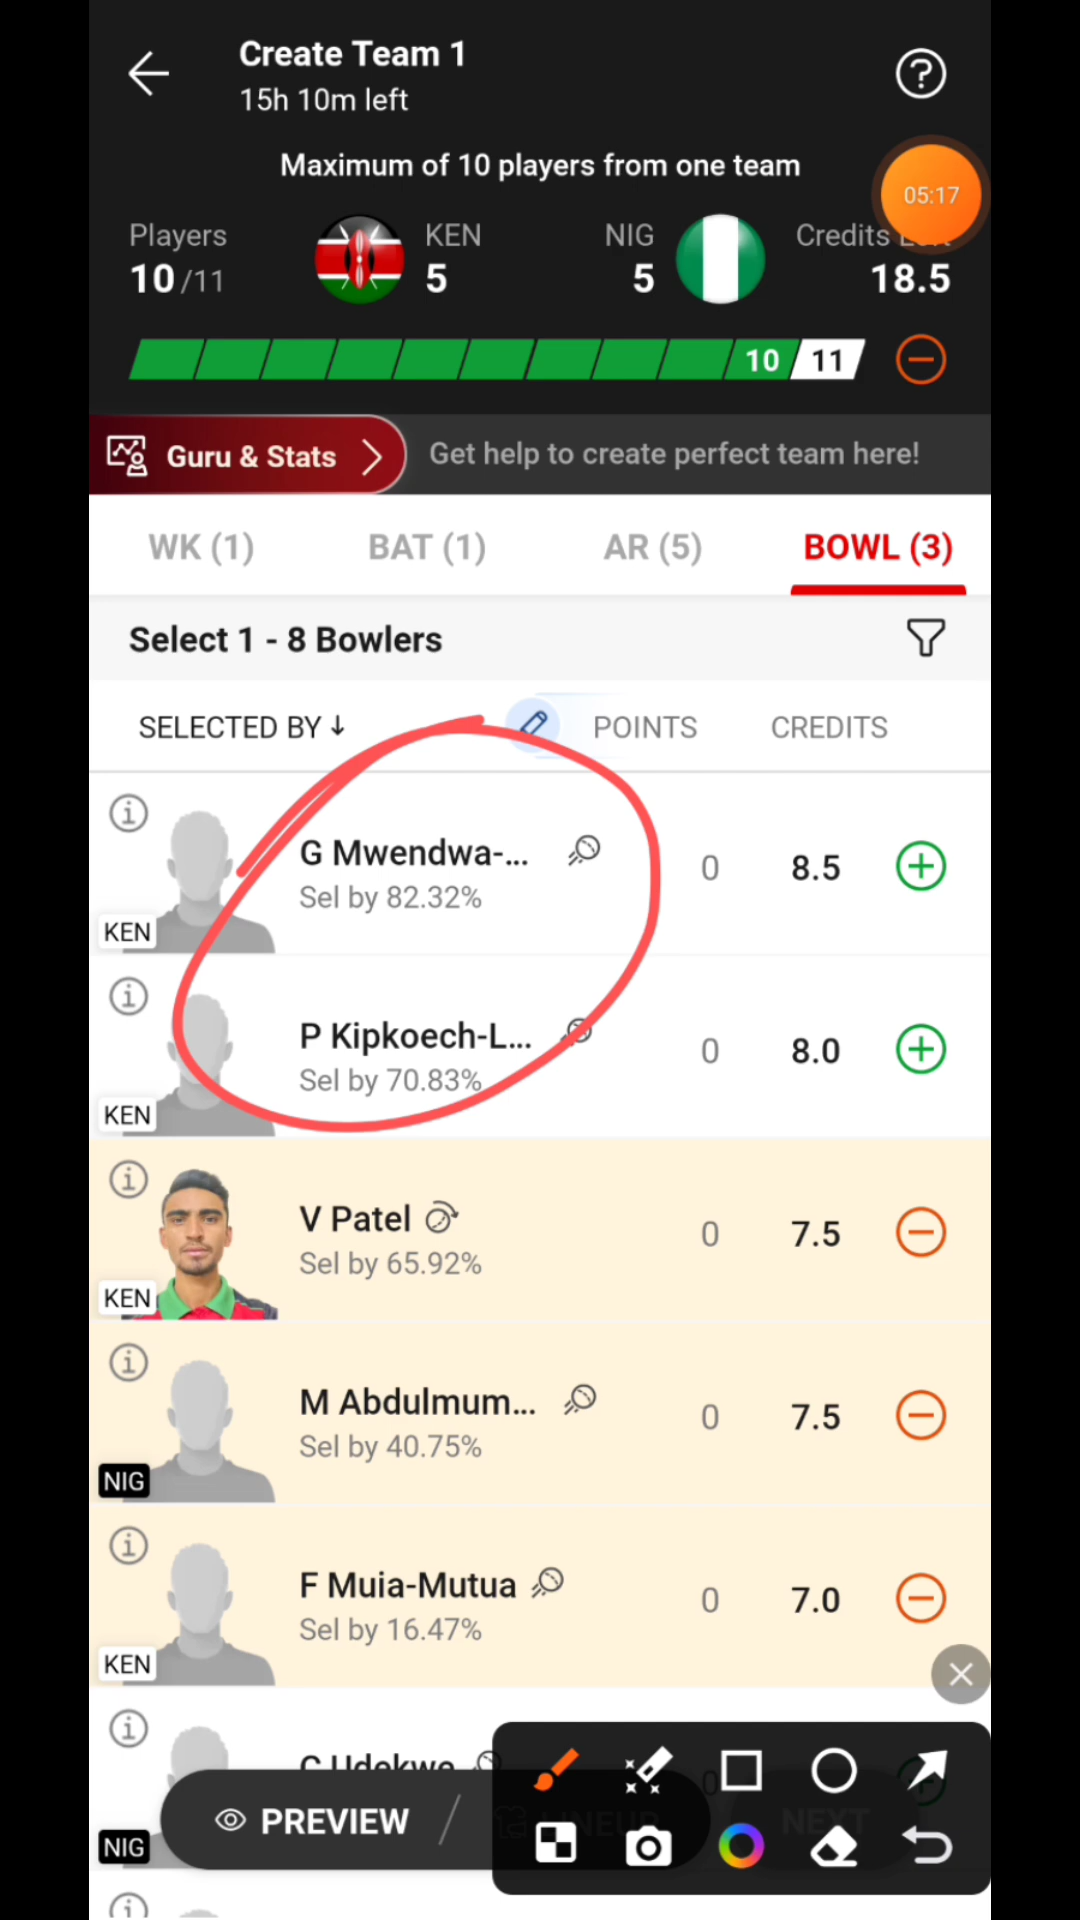 Create Team 1
15h 10m left
Maximum of 10 players from one team
05:17
Players
10/11
KEN
5
NIG
5
Credits
18.5
10 11
Guru & Stats
Get help to create perfect team here!
WK (1) BAT (1) AR (5) BOWL (3)
Select 1 - 8 Bowlers
SELECTED BY ↓ POINTS CREDITS
G Mwendwa-...
Sel by 82.32%
KEN
0 8.5
P Kipkoech-L...
Sel by 70.83%
KEN
0 8.0
V Patel
Sel by 65.92%
KEN
0 7.5
M Abdulmum...
Sel by 40.75%
NIG
0 7.5
F Muia-Mutua
Sel by 16.47%
KEN
0 7.0
C Udekwe
NIG
PREVIEW
LINEUP
NEXT